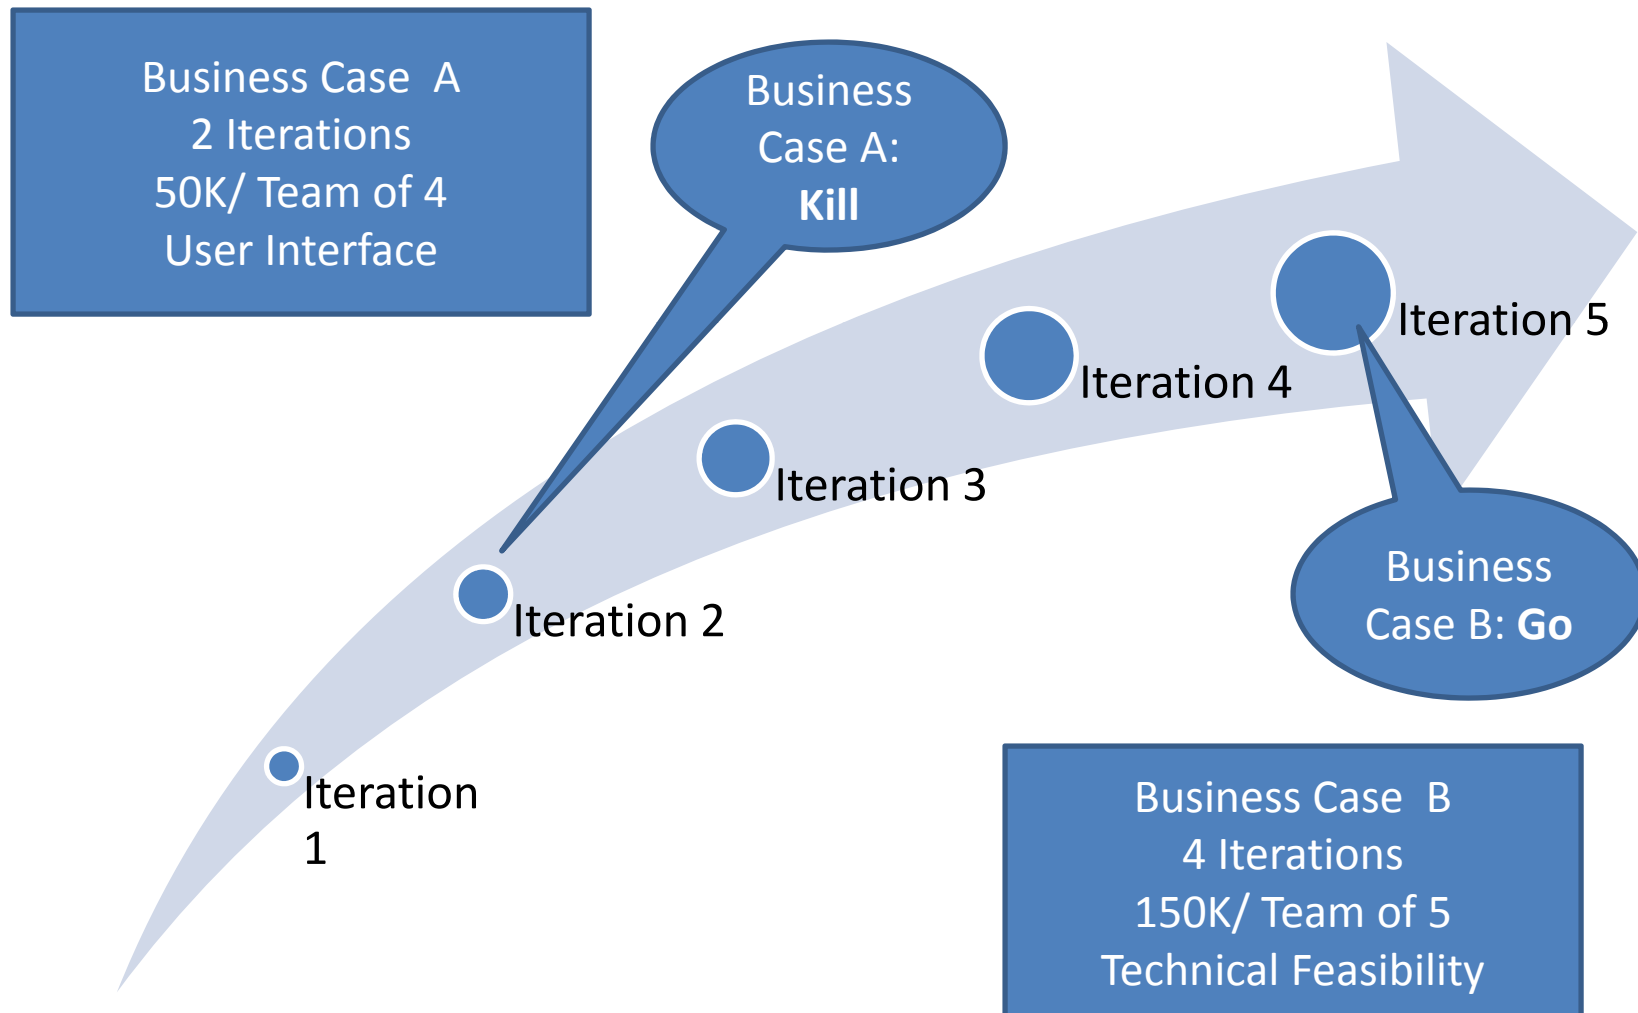 Business Case  A
2 Iterations
50K/ Team of 4
User Interface
Business
Case A:
Kill
Iteration 5
Iteration 4
Iteration 3
Iteration 2
Iteration
1
Business
Case B: Go
Business Case  B
4 Iterations
150K/ Team of 5
Technical Feasibility